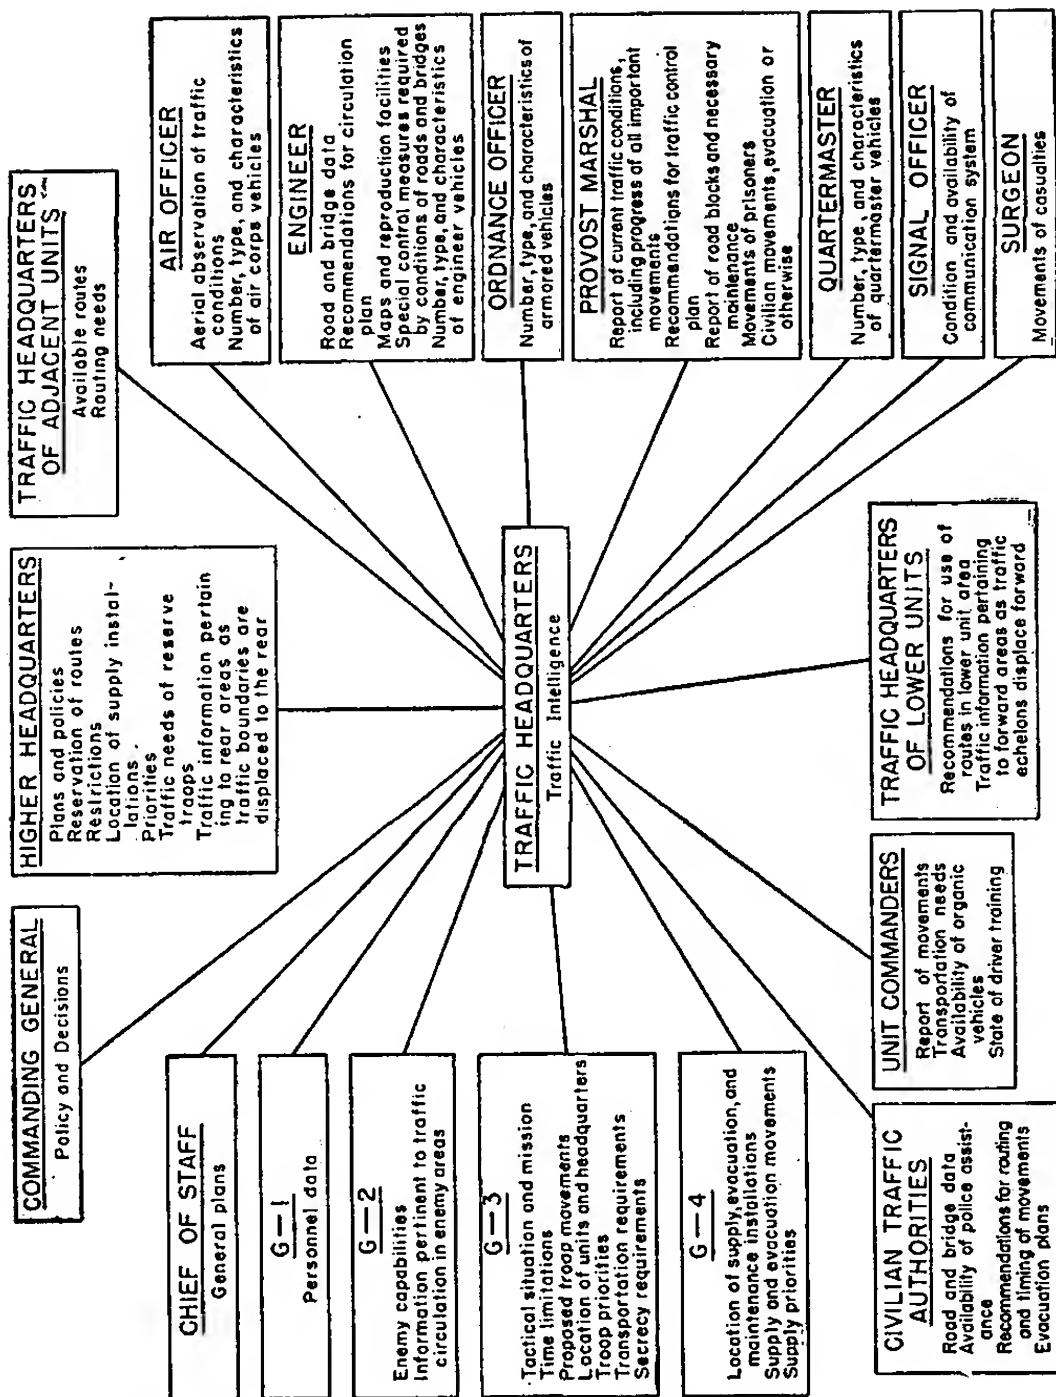 COMMANDING GENERAL
Policy and Decisions
HIGHER HEADQUARTERS
Plans and policies
Reservation of routes
Restrictions
Location of supply instal-
lations
Priorities
Traffic needs of reserve
troops
Traffic information pertain
ing to rear areas as
traffic boundaries are
displaced to the rear
TRAFFIC HEADQUARTERS
OF ADJACENT UNITS
Available routes
Routing needs
CHIEF OF STAFF
General plans
G-1
Personnel data
G-2
Enemy capabilities
Information pertinent to traffic
circulation in enemy areas
G-3
Tactical situation and mission
Time limitations
Proposed troop movements
Location of units and headquarters
Troop priorities
Transportation requirements
Secrecy requirements
G-4
Location of supply, evacuation, and
maintenance installations
Supply and evacuation movements
Supply priorities
TRAFFIC HEADQUARTERS
Traffic Intelligence
AIR OFFICER
Aerial observation of traffic
conditions
Number, type, and characteristics
of air corps vehicles
ENGINEER
Road and bridge data
Recommendations for circulation
plan
Maps and reproduction facilities
Special control measures required
by conditions of roads and bridges
Number, type, and characteristics
of engineer vehicles
ORDNANCE OFFICER
Number, type, and characteristics of
armored vehicles
PROVOST MARSHAL
Report of current traffic conditions,
including progress of all important
movements
Recommendations for traffic control
plan
Report of road blocks and necessary
maintenance
Movements of prisoners
Civilian movements, evacuation or
otherwise
QUARTERMASTER
Number, type, and characteristics
of quartermaster vehicles
SIGNAL OFFICER
Condition and availability of
communication system
SURGEON
Movements of casualties
CIVILIAN TRAFFIC
AUTHORITIES
Road and bridge data
Availability of police assist-
ance
Recommendations for routing
and timing of movements
Evacuation plans
UNIT COMMANDERS
Report of movements
Transportation needs
Availability of organic
vehicles
State of driver training
TRAFFIC HEADQUARTERS
OF LOWER UNITS
Recommendations for use of
routes in lower unit area
Traffic information pertaining
to forward areas as traffic
echelons displace forward